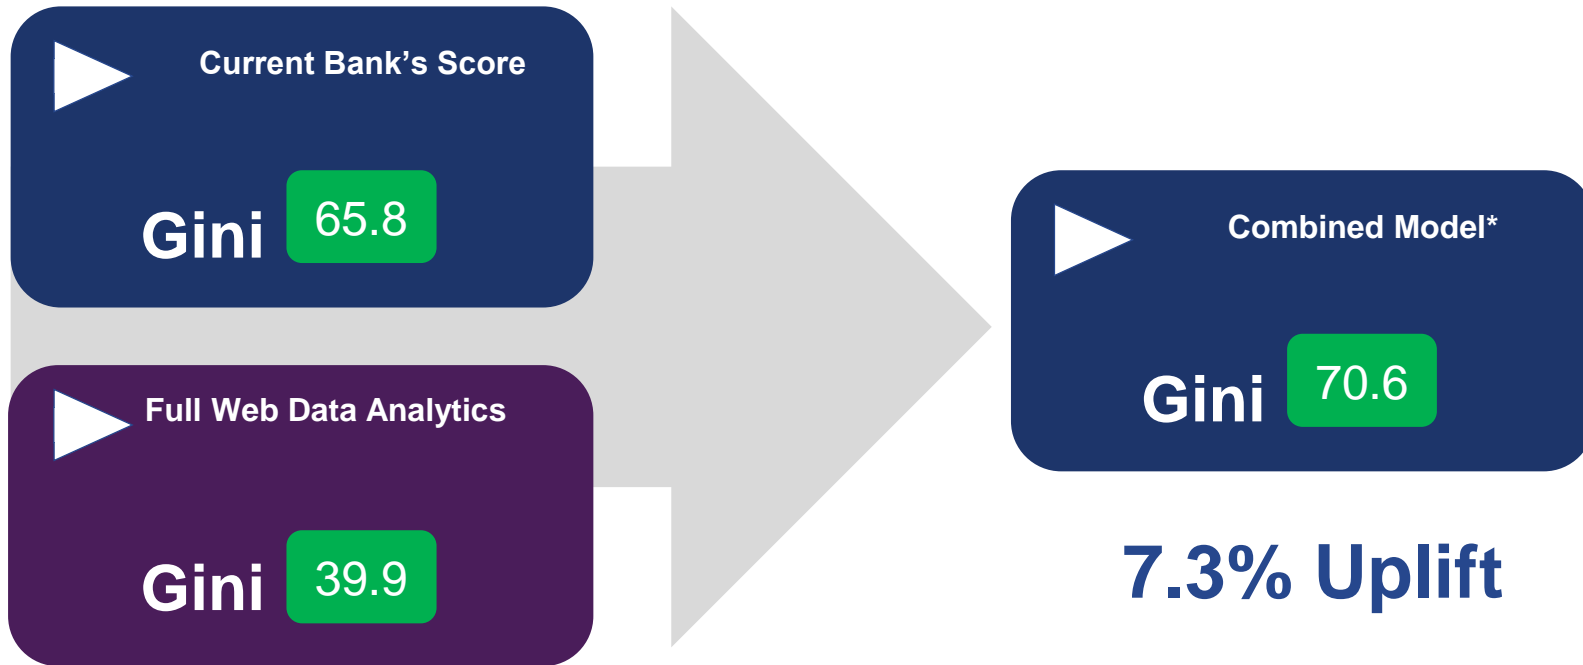 Current Bank’s Score
Gini 65.8
Full Web Data Analytics
Gini 39.9
Combined Model*
Gini 70.6
7.3% Uplift